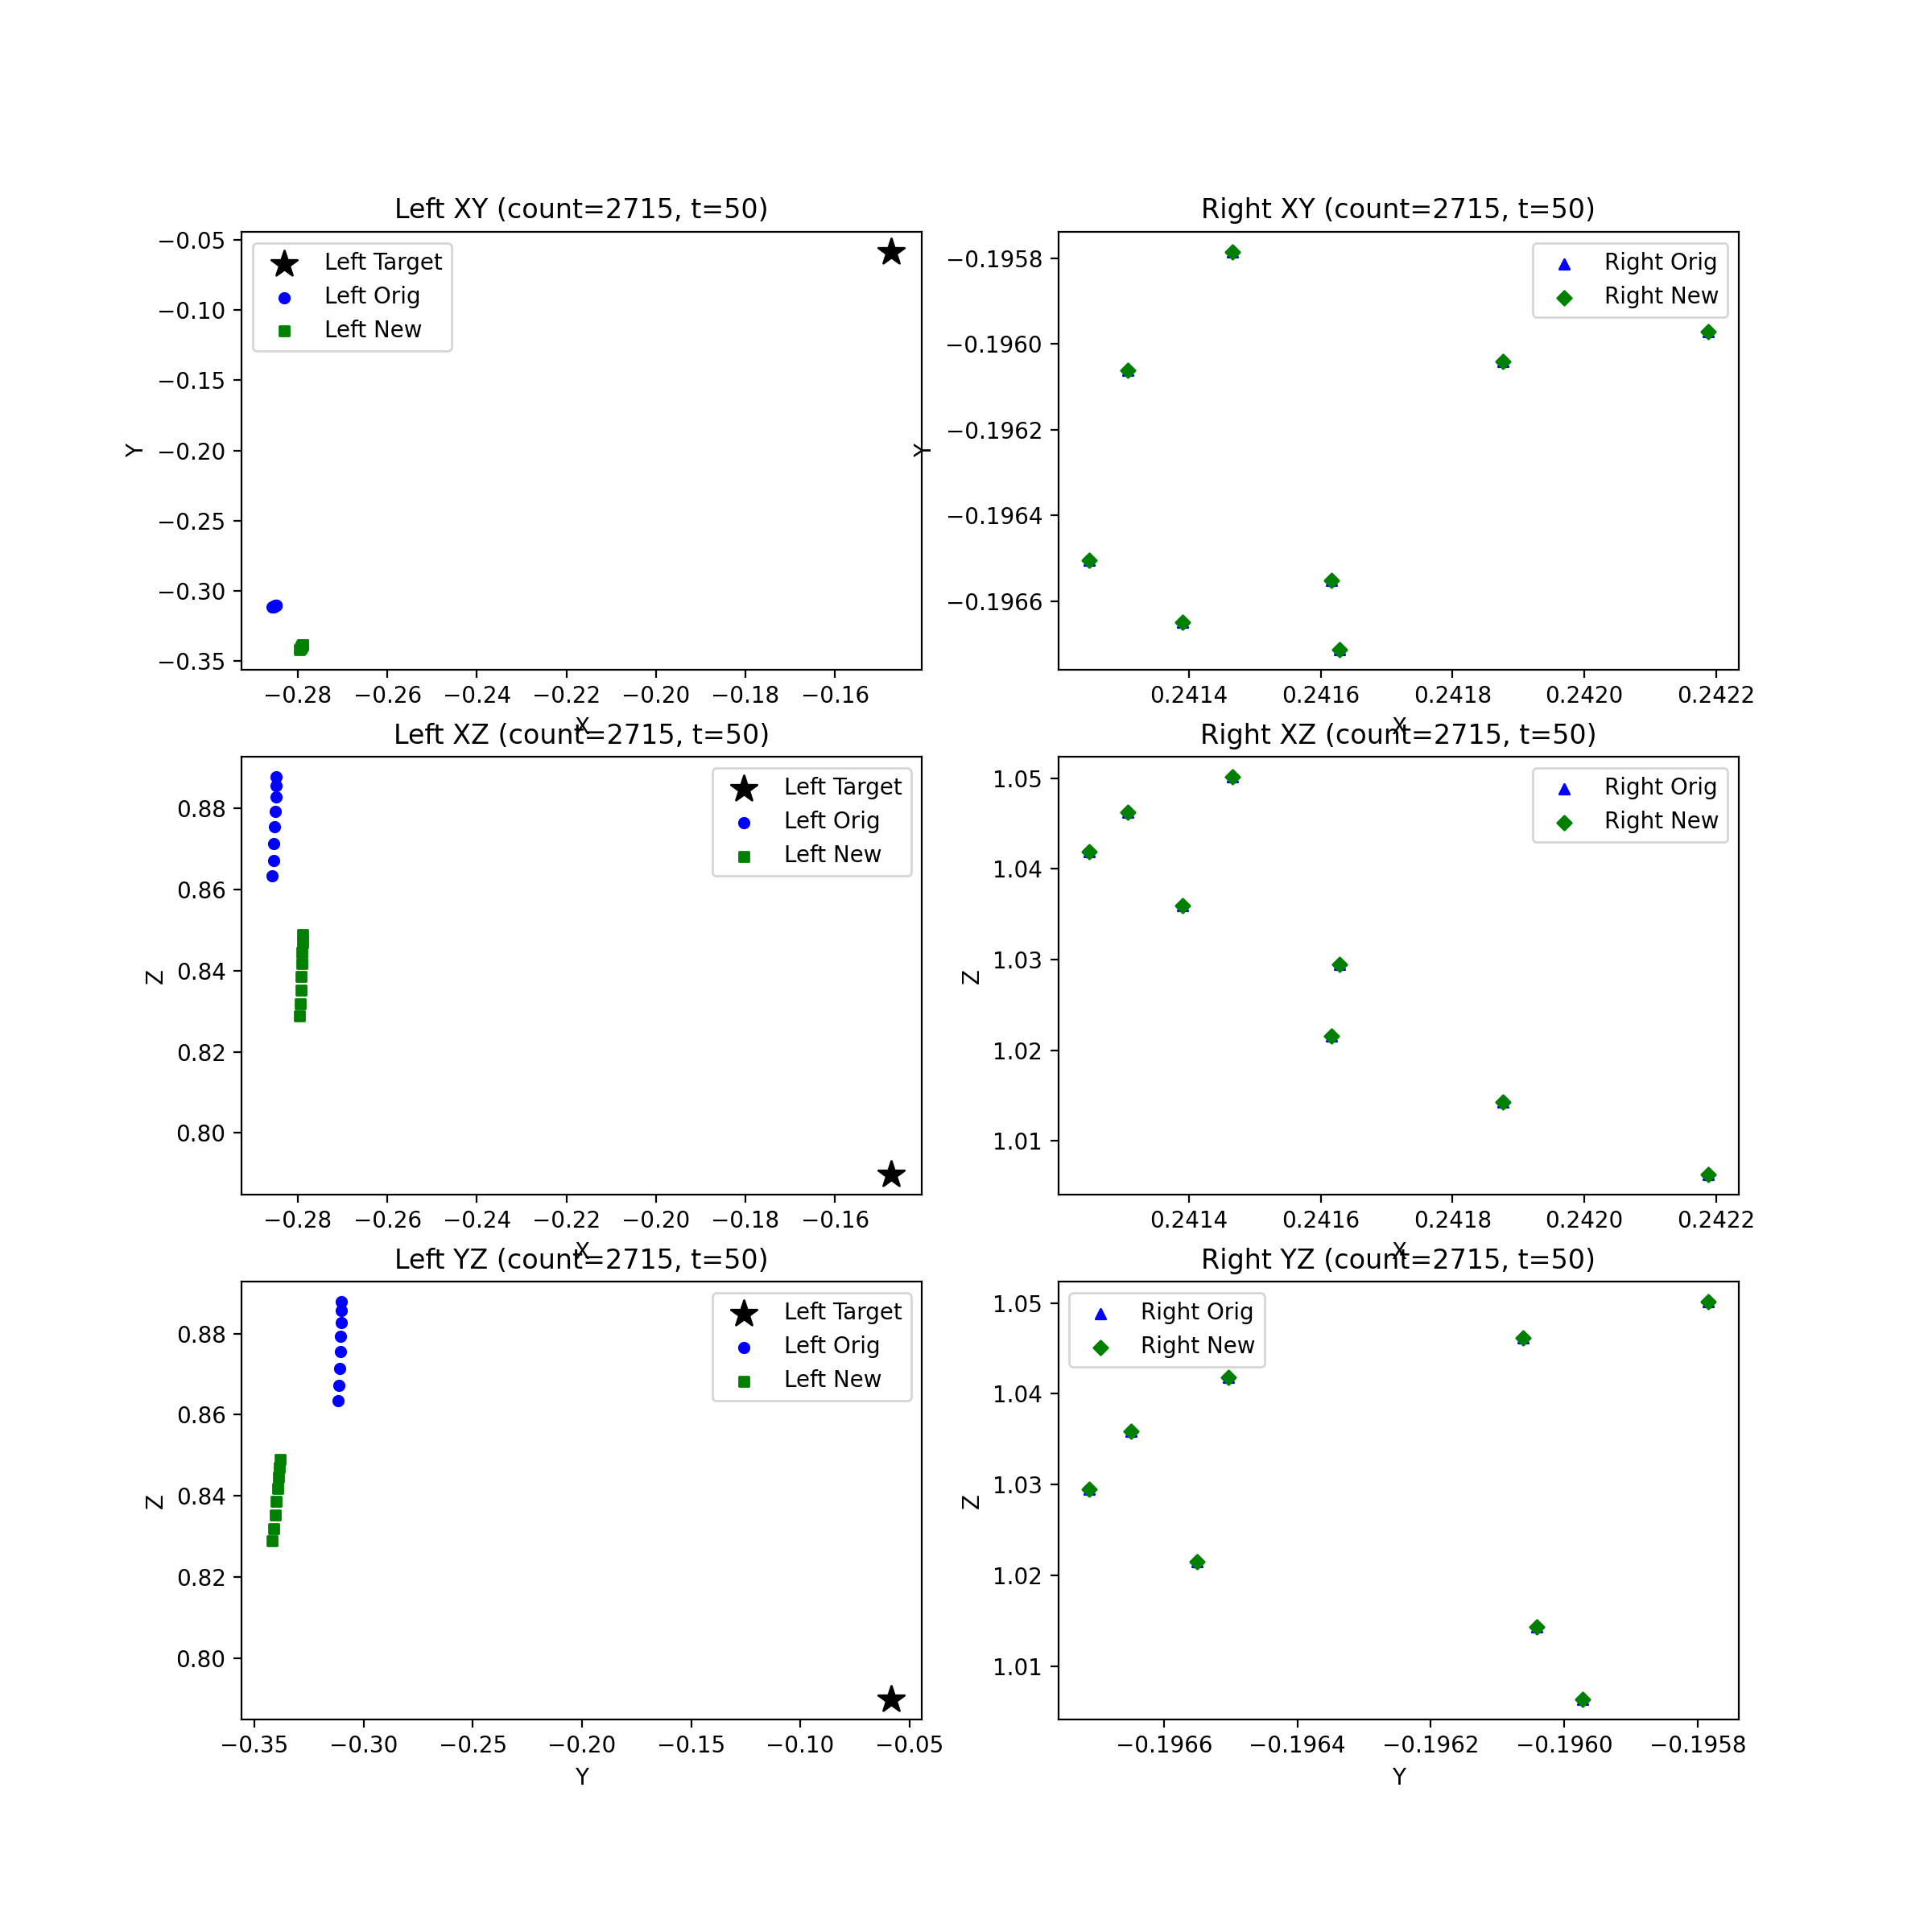 Left XY (count=2715, t=50)
−0.05
−0.10
−0.15
−0.20
−0.25
−0.30
−0.35
Y
Left Target
Left Orig
Left New
−0.28 −0.26 −0.24 −0.22 −0.20 −0.18 −0.16
X
Right XY (count=2715, t=50)
−0.1958
−0.1960
−0.1962
−0.1964
−0.1966
Y
Right Orig
Right New
0.2414 0.2416 0.2418 0.2420 0.2422
X
Left XZ (count=2715, t=50)
0.88
0.86
0.84
0.82
0.80
Z
Left Target
Left Orig
Left New
−0.28 −0.26 −0.24 −0.22 −0.20 −0.18 −0.16
X
Right XZ (count=2715, t=50)
1.05
1.04
1.03
1.02
1.01
Z
Right Orig
Right New
0.2414 0.2416 0.2418 0.2420 0.2422
X
Left YZ (count=2715, t=50)
0.88
0.86
0.84
0.82
0.80
Z
Left Target
Left Orig
Left New
−0.35 −0.30 −0.25 −0.20 −0.15 −0.10 −0.05
Y
Right YZ (count=2715, t=50)
1.05
1.04
1.03
1.02
1.01
Z
Right Orig
Right New
−0.1966 −0.1964 −0.1962 −0.1960 −0.1958
Y